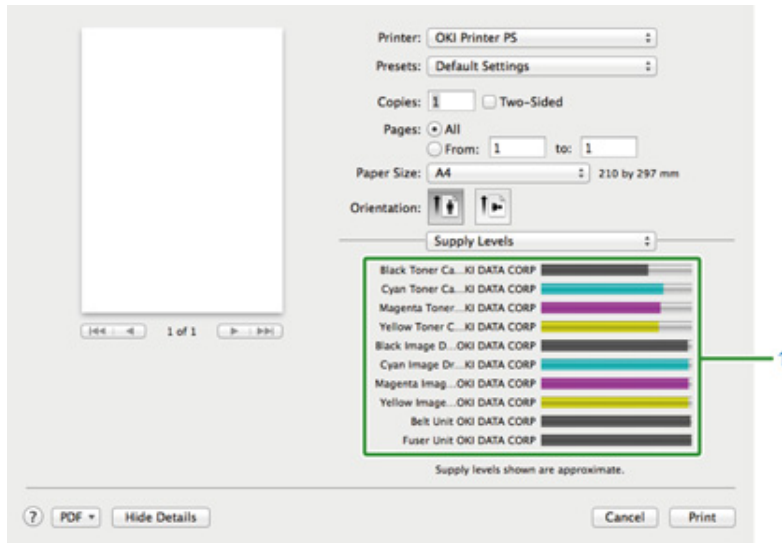 Printer: OKI Printer PS
Presets: Default Settings
Copies: 1 Two-Sided
Pages: All
From: 1 to: 1
Paper Size: A4 210 by 297 mm
Orientation:
Supply Levels
Black Toner Ca...KI DATA CORP
Cyan Toner Ca...KI DATA CORP
Magenta Toner...KI DATA CORP
Yellow Toner C...KI DATA CORP
Black Image D...OKI DATA CORP
Cyan Image Dr...KI DATA CORP
Magenta Imag...OKI DATA CORP
Yellow Image...OKI DATA CORP
Belt Unit OKI DATA CORP
Fuser Unit OKI DATA CORP
1 of 1
Supply levels shown are approximate.
? PDF Hide Details Cancel Print